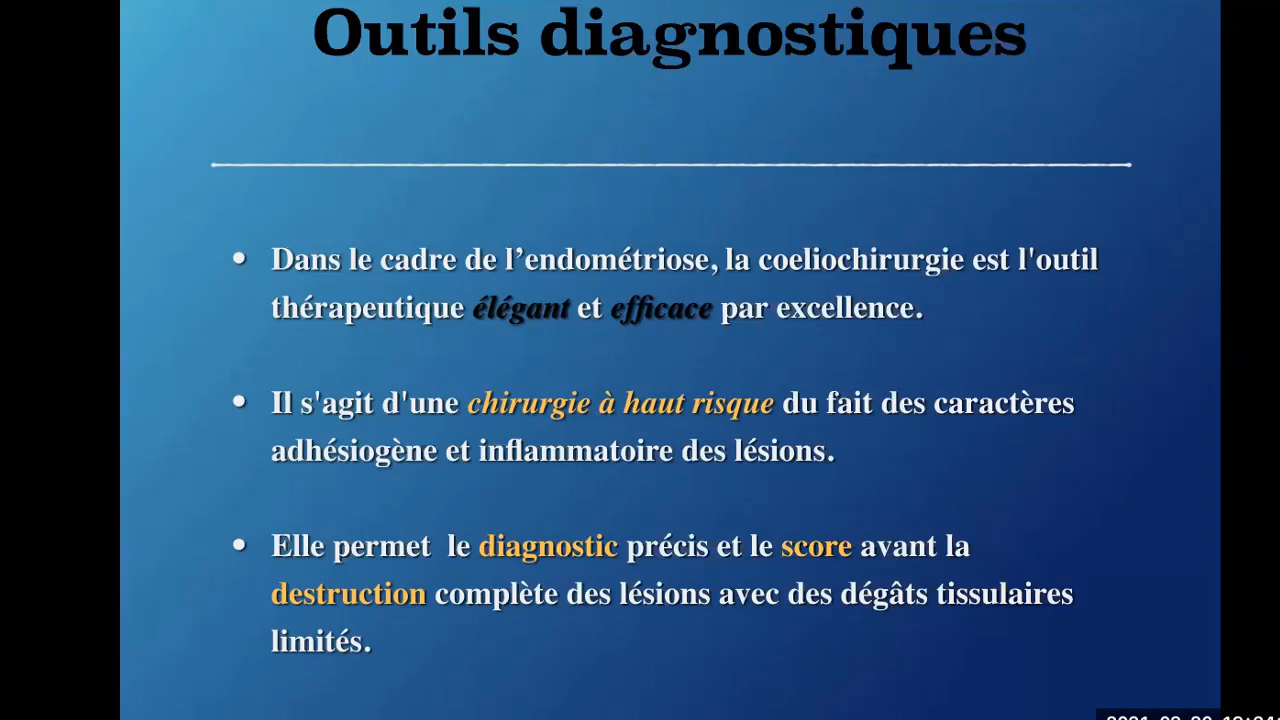 Outils diagnostiques
• Dans le cadre de l’endométriose, la coeliochirurgie est l'outil
thérapeutique élégant et efficace par excellence.
• Il s'agit d'une chirurgie à haut risque du fait des caractères
adhésiogène et inflammatoire des lésions.
• Elle permet le diagnostic précis et le score avant la
destruction complète des lésions avec des dégâts tissulaires
limités.